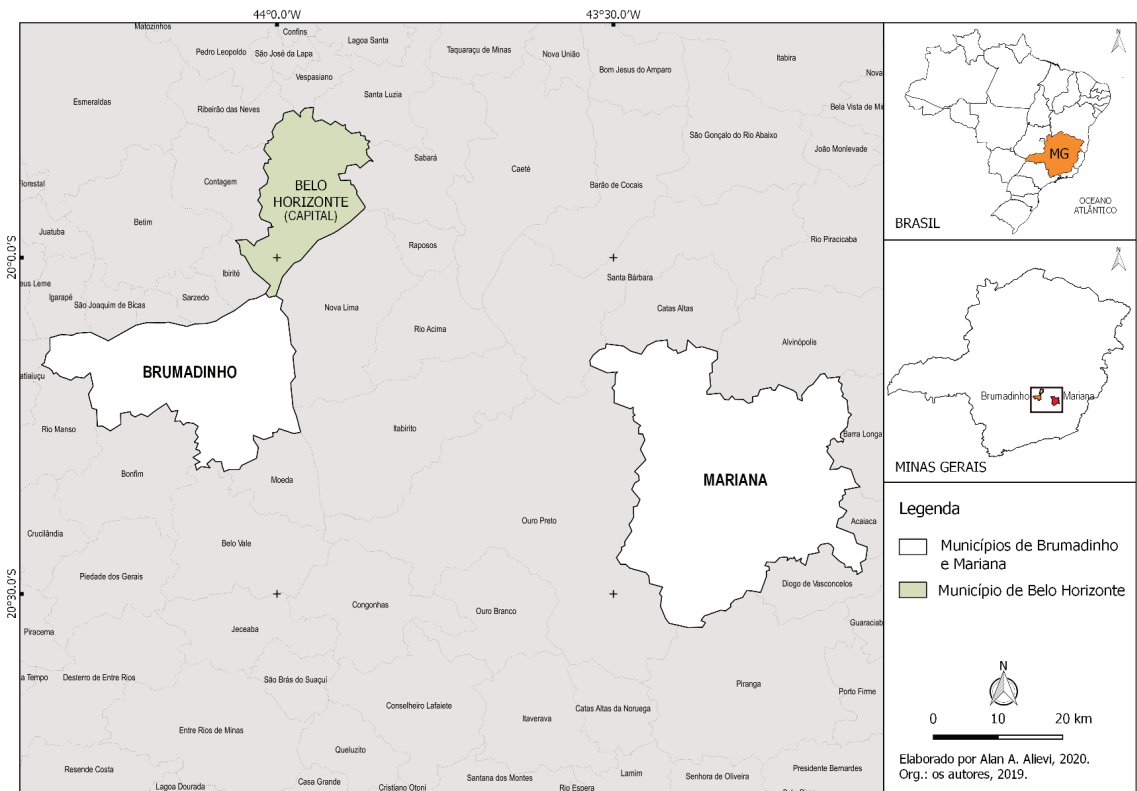 44°0.0'W
43°30.0'W
Matozinhos
Confins
Lagoa Santa
Pedro Leopoldo
São José da Lapa
Taquaraçu de Minas
Nova União
Itabira
Vespasiano
Bom Jesus do Amparo
Nova
Esmeraldas
Ribeirão das Neves
Santa Luzia
Bela Vista de Mi
São Gonçalo do Rio Abaixo
João Monlevade
Sabará
Caeté
Florestal
Contagem
BELO
HORIZONTE
(CAPITAL)
Barão de Cocais
Betim
Juatuba
Raposos
Rio Piracicaba
20°0.0'S
Ibirité
Santa Bárbara
eus Leme
Igarapé
São Joaquim de Bicas
Sarzedo
Nova Lima
Catas Altas
Rio Acima
Alvinópolis
BRUMADINHO
atiaiuçu
Rio Manso
Itabirito
Barra Longa
Bonfim
Moeda
MARIANA
Ouro Preto
Acaiaca
Crucilândia
Belo Vale
Piedade dos Gerais
Diogo de Vasconcelos
20°30.0'S
Congonhas
Ouro Branco
Guaraciab
Piracema
Jeceaba
a Tempo
Desterro de Entre Rios
São Brás do Suaçuí
Piranga
Porto Firme
Conselheiro Lafaiete
Catas Altas da Noruega
Itaverava
Entre Rios de Minas
Queluzito
Resende Costa
Casa Grande
Santana dos Montes
Lamim
Senhora de Oliveira
Presidente Bernardes
Lagoa Dourada
Cristiano Otoni
Rio Espera
N
MG
OCEANO
ATLÂNTICO
BRASIL
N
Brumadinho
Mariana
MINAS GERAIS
Legenda
Municípios de Brumadinho
e Mariana
Município de Belo Horizonte
N
0 10 20 km
Elaborado por Alan A. Alievi, 2020.
Org.: os autores, 2019.